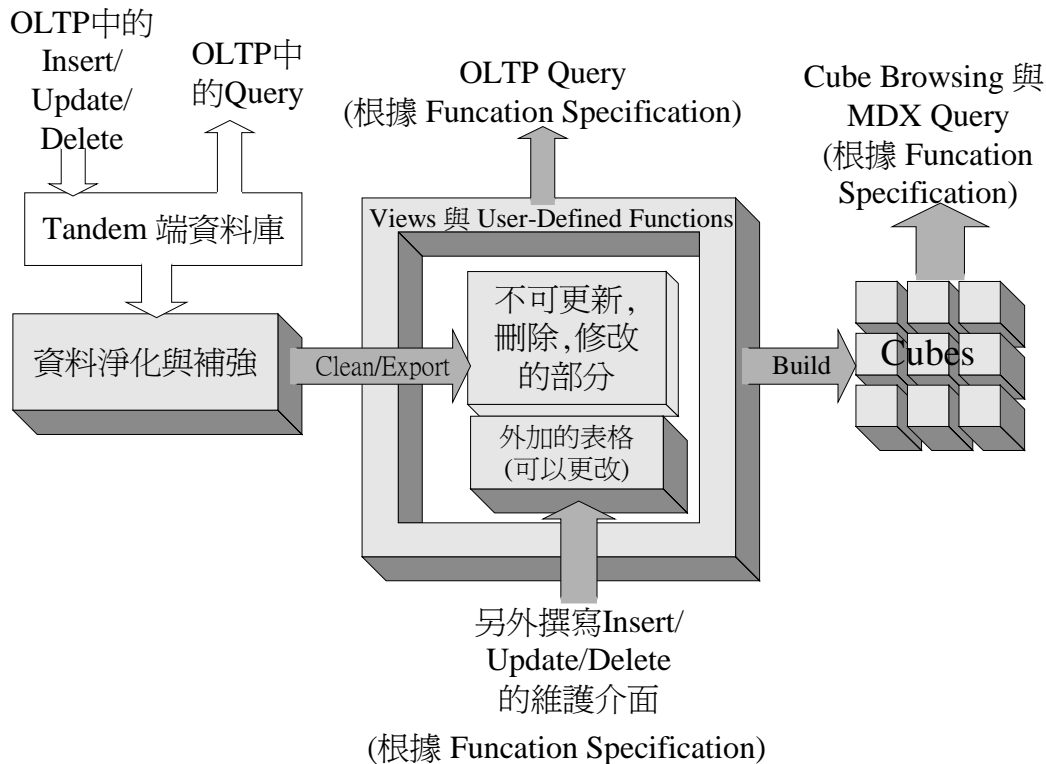 OLTP中的
Insert/
Update/
Delete
OLTP中
的Query
OLTP Query
(根據 Funcation Specification)
Cube Browsing 與
MDX Query
(根據 Funcation
Specification)
Tandem 端資料庫
Views 與 User-Defined Functions
資料淨化與補強
Clean/Export
不可更新,
刪除,修改
的部分
外加的表格
(可以更改)
Build
Cubes
另外撰寫Insert/
Update/Delete
的維護介面
(根據 Funcation Specification)